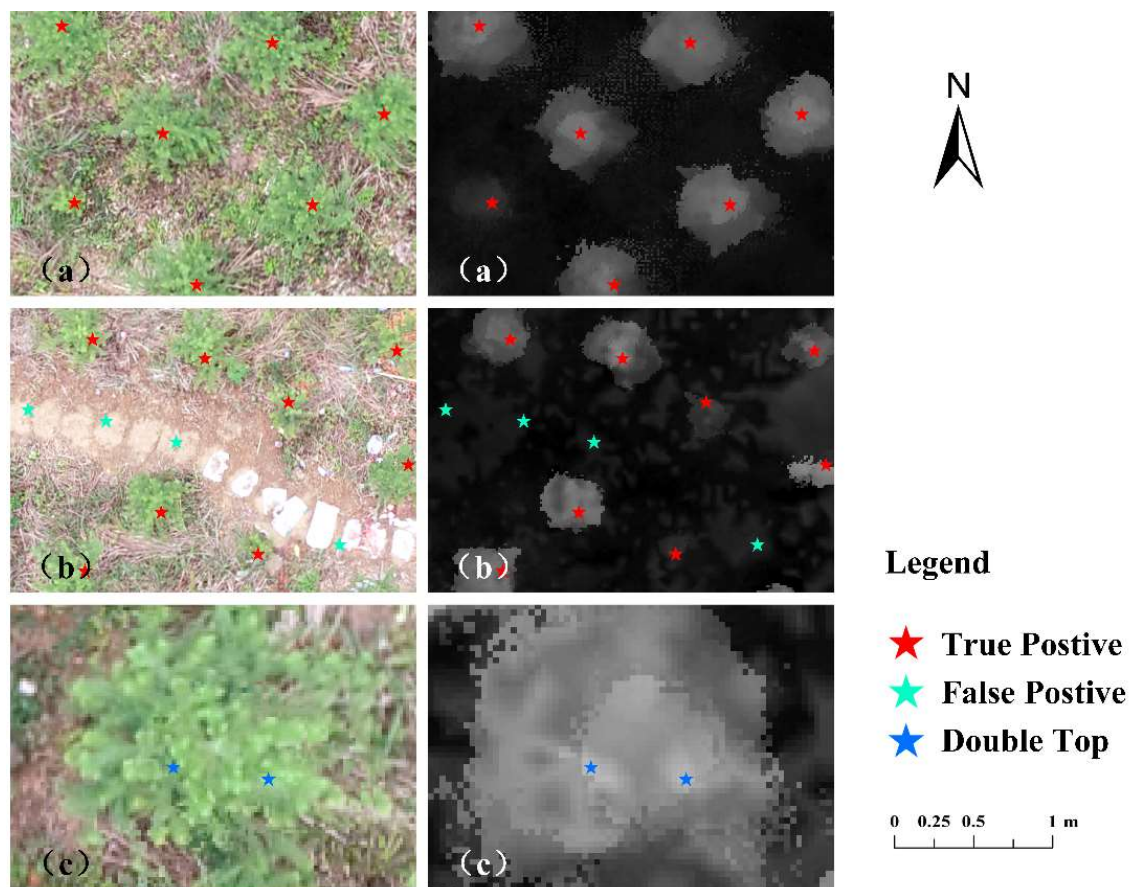 N
(a)
(a)
(b)
(b)
(c)
(c)
Legend
True Postive
False Postive
Double Top
0 0.25 0.5 1 m